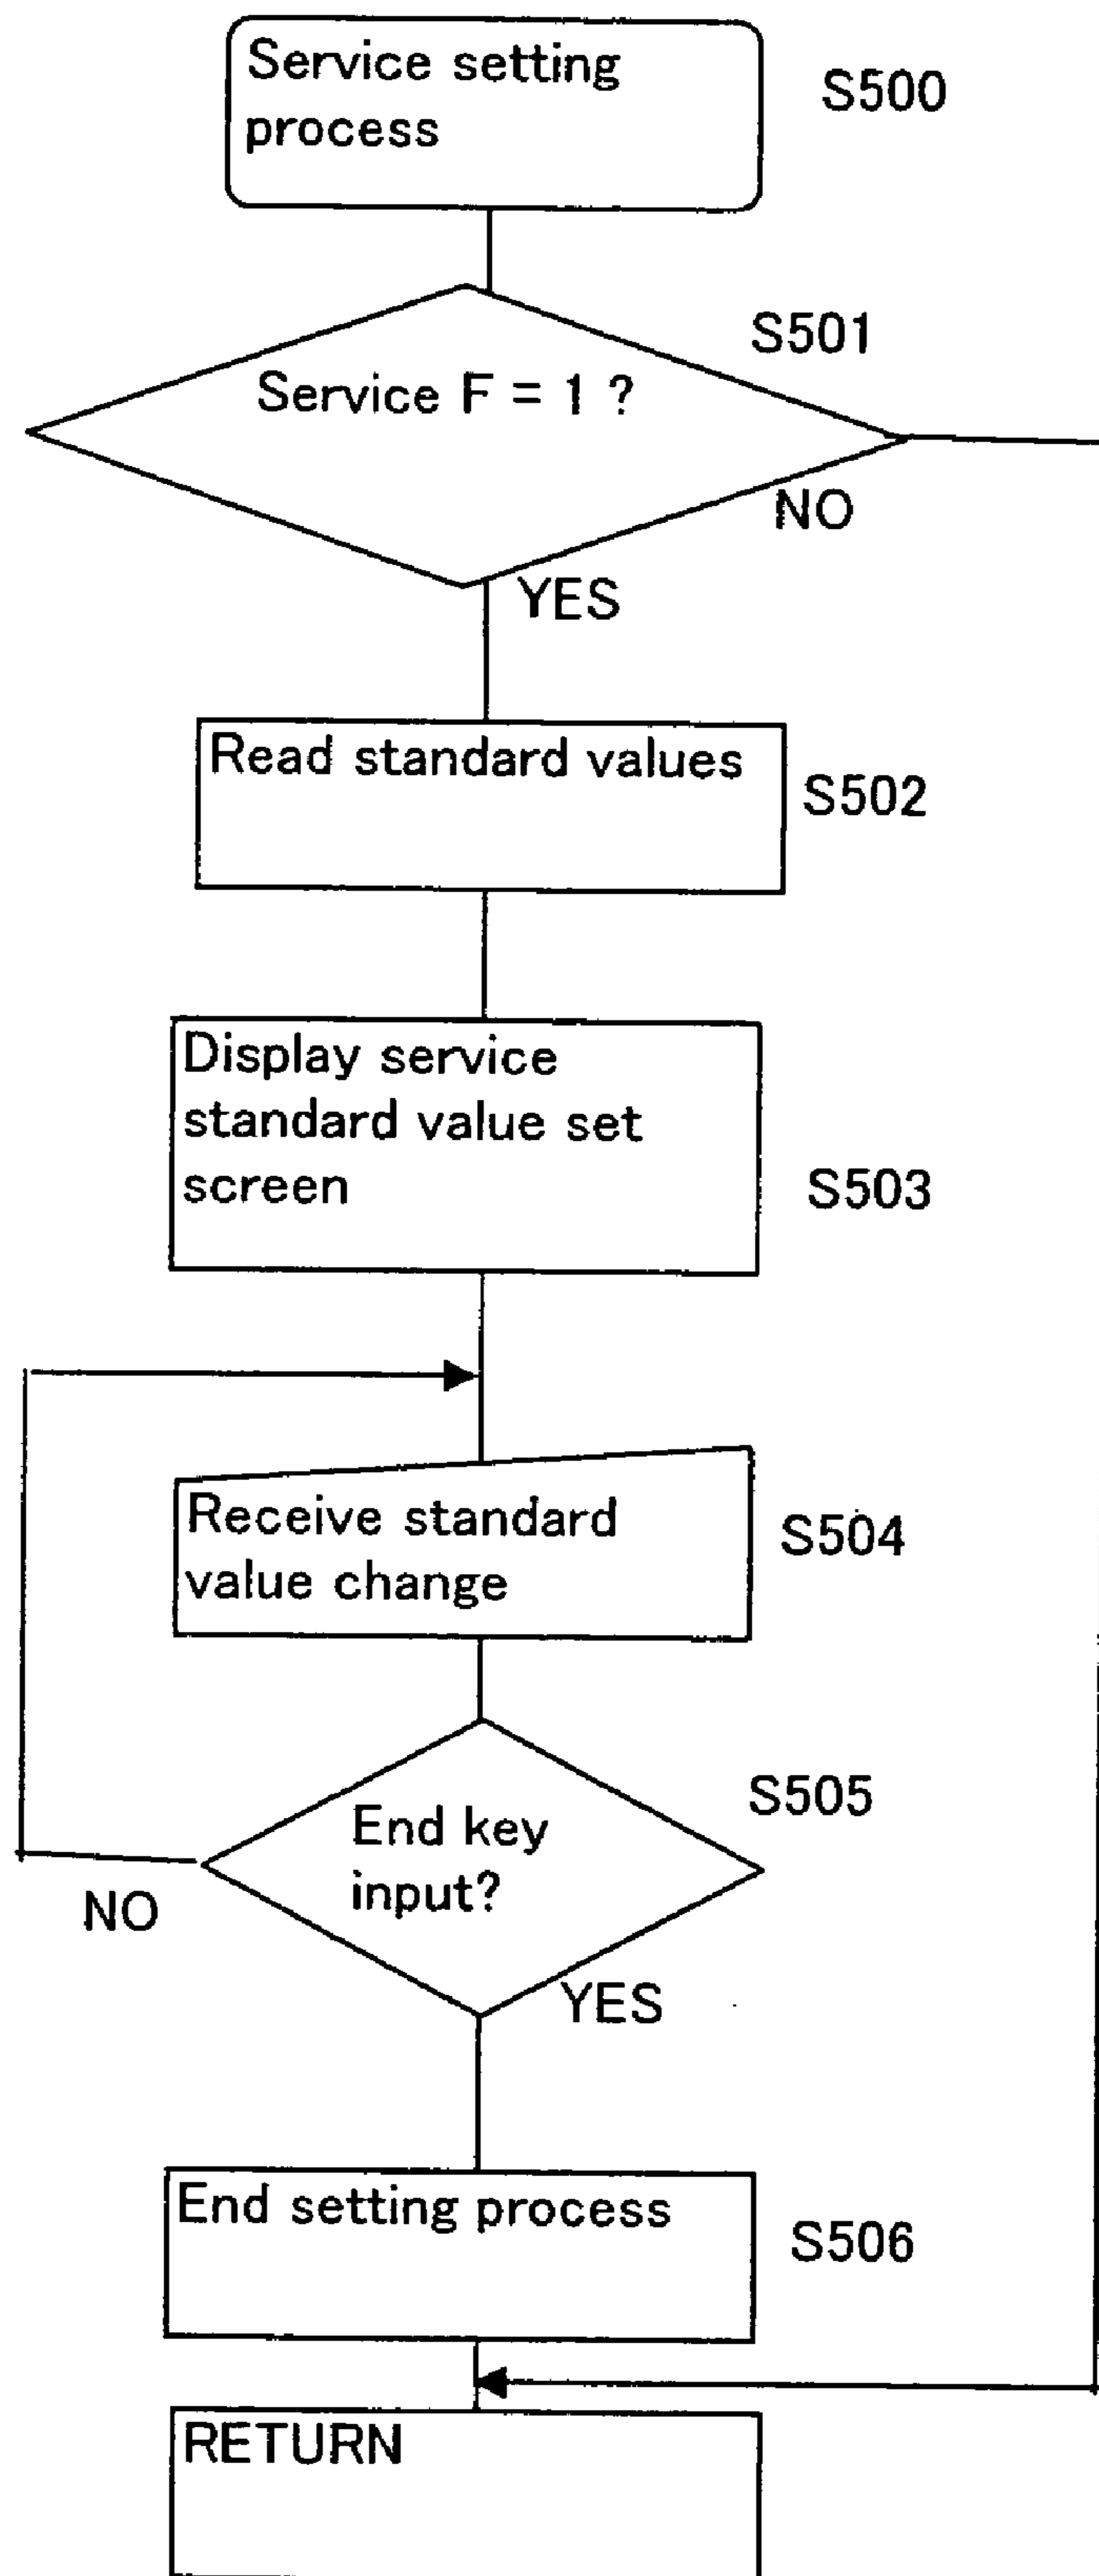 Service setting
process
S500
S501
Service F = 1 ?
NO
YES
Read standard values
S502
Display service
standard value set
screen
S503
Receive standard
value change
S504
S505
End key
input?
NO
YES
End setting process
S506
RETURN